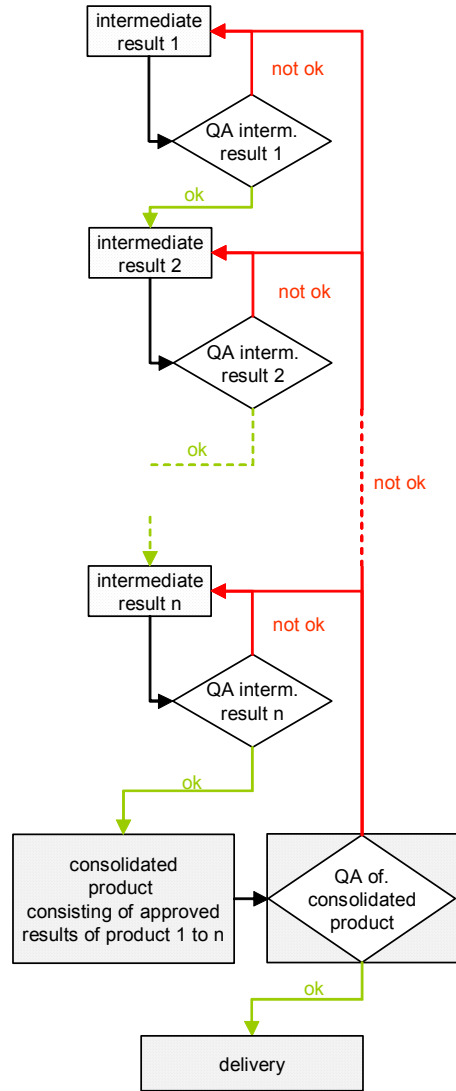 intermediate
result 1
not ok
QA interm.
result 1
ok
intermediate
result 2
not ok
QA interm.
result 2
ok
not ok
intermediate
result n
not ok
QA interm.
result n
ok
consolidated
product
consisting of approved
results of product 1 to n
QA of.
consolidated
product
ok
delivery